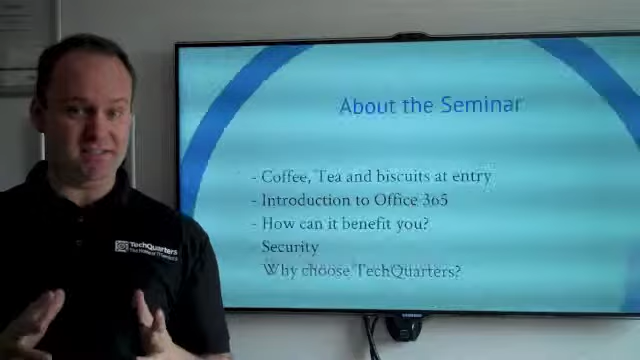 About the Seminar
- Coffee, Tea and biscuits at entry
- Introduction to Office 365
- How can it benefit you?
- Security
Why choose TechQuarters?
TechQuarters
SAMSUNG